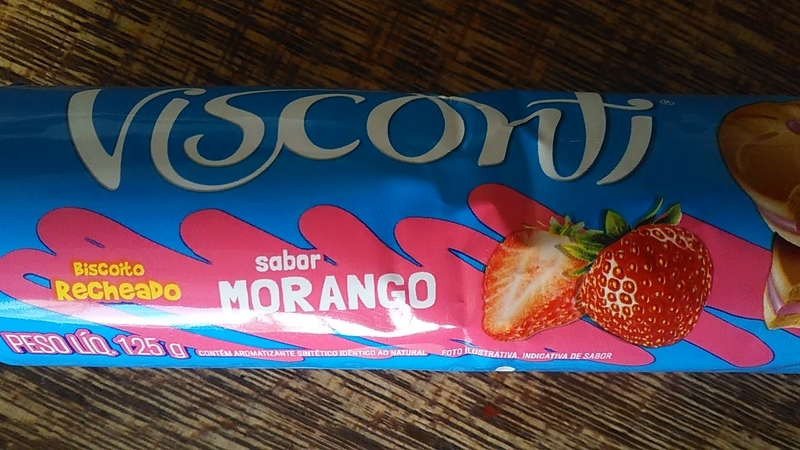 Visconti®
Biscoito
Recheado
sabor
MORANGO
PESO LÍQ. 125 g
CONTÉM AROMATIZANTE SINTÉTICO IDÊNTICO AO NATURAL
FOTO ILUSTRATIVA, INDICATIVA DE SABOR